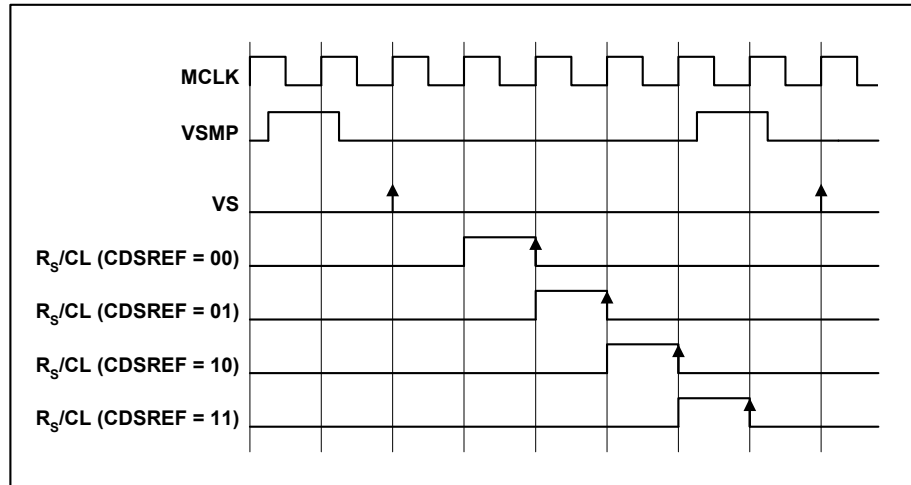 MCLK
VSMP
VS
RS/CL (CDSREF = 00)
RS/CL (CDSREF = 01)
RS/CL (CDSREF = 10)
RS/CL (CDSREF = 11)